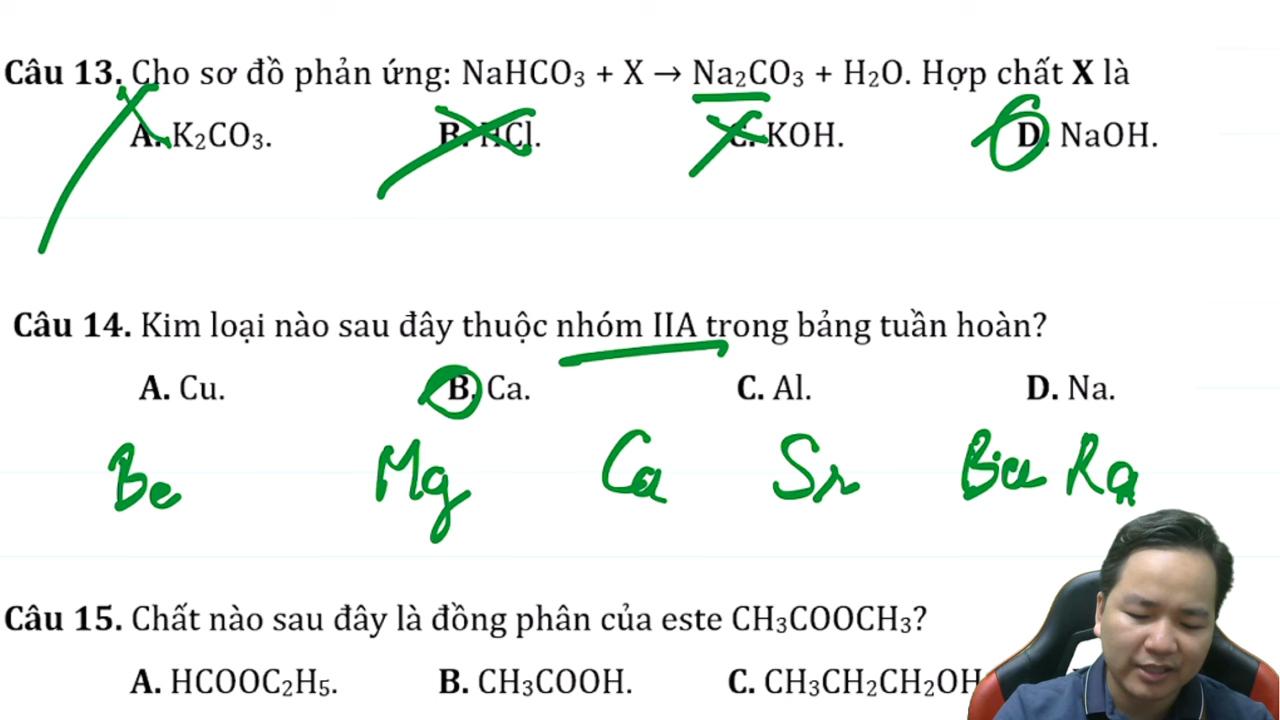 Câu 13. Cho sơ đồ phản ứng: NaHCO₃ + X → Na₂CO₃ + H₂O. Hợp chất X là
A. K₂CO₃. B. HCl. C. KOH. D. NaOH.
Câu 14. Kim loại nào sau đây thuộc nhóm IIA trong bảng tuần hoàn?
A. Cu. B. Ca. C. Al. D. Na.
Be Mg Ca Sr Ba Ra
Câu 15. Chất nào sau đây là đồng phân của este CH₃COOCH₃?
A. HCOOC₂H₅. B. CH₃COOH. C. CH₃CH₂CH₂OH